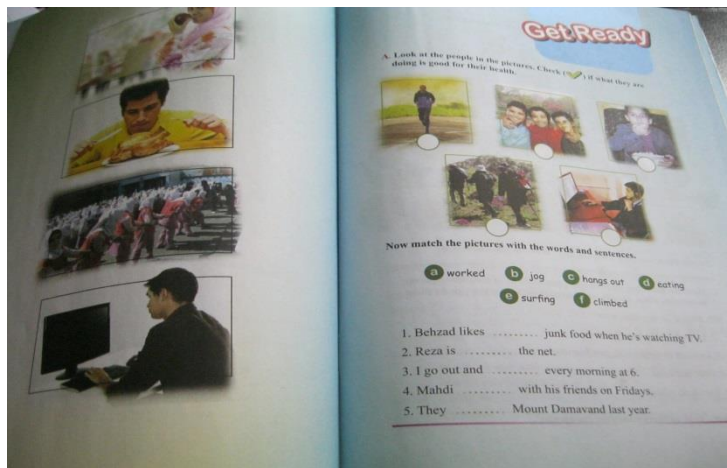 Get Ready
A. Look at the people in the pictures. Check (✓) if what they are
doing is good for their health.
Now match the pictures with the words and sentences.
a worked b jog c hangs out d eating
e surfing f climbed
1. Behzad likes ......... junk food when he's watching TV.
2. Reza is ......... the net.
3. I go out and ......... every morning at 6.
4. Mahdi ......... with his friends on Fridays.
5. They ......... Mount Damavand last year.